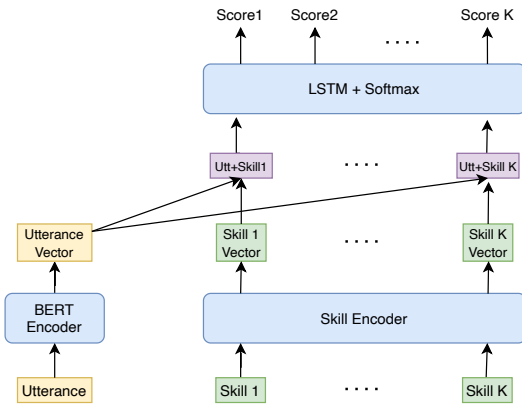 Score1 Score2 .... Score K
LSTM + Softmax
Utt+Skill1 .... Utt+Skill K
Utterance
Vector
Skill 1
Vector
....
Skill K
Vector
BERT
Encoder
Skill Encoder
Utterance Skill 1 .... Skill K